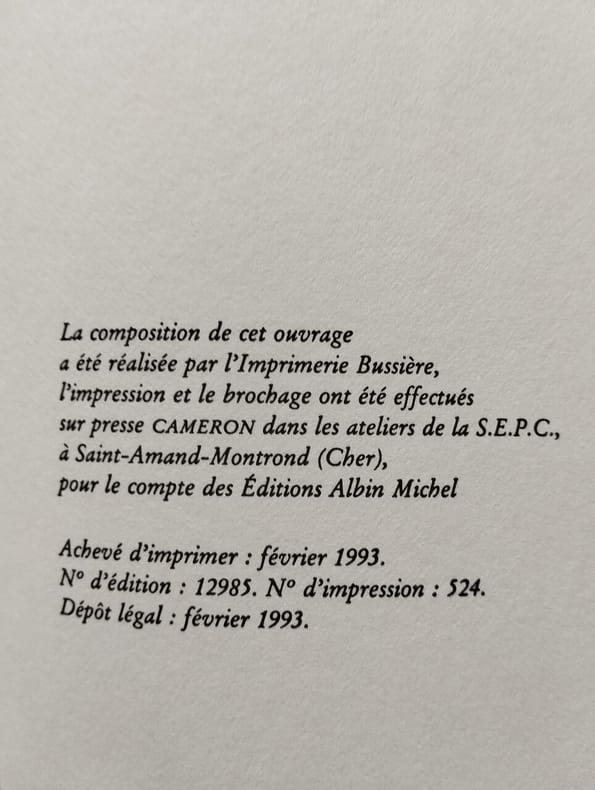 La composition de cet ouvrage
a été réalisée par l'Imprimerie Bussière,
l'impression et le brochage ont été effectués
sur presse CAMERON dans les ateliers de la S.E.P.C.,
à Saint-Amand-Montrond (Cher),
pour le compte des Éditions Albin Michel
Achevé d'imprimer : février 1993.
Nº d'édition : 12985. Nº d'impression : 524.
Dépôt légal : février 1993.